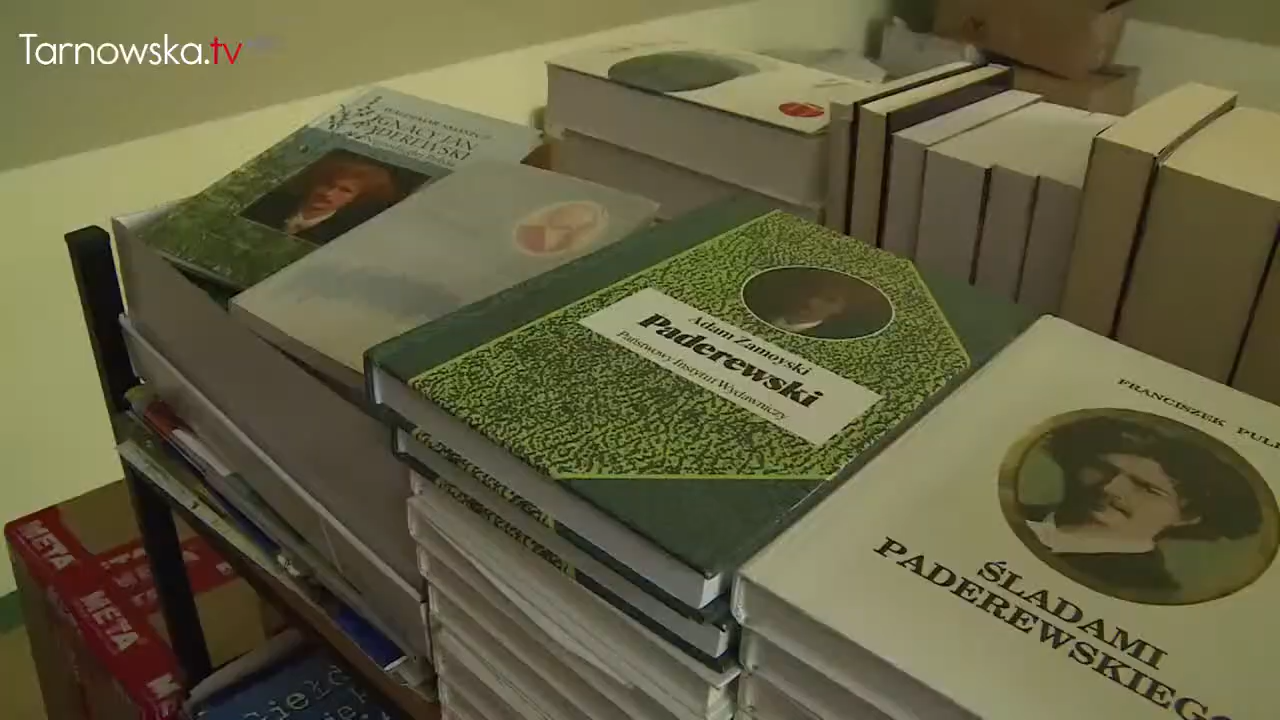 Tarnowska.tv
IGNACY JAN
PADEREWSKI
Adam Zamoyski
Paderewski
Państwowy Instytut Wydawniczy
FRANCISZEK
ŚLADAMI
PADEREWSKIEGO
META
META